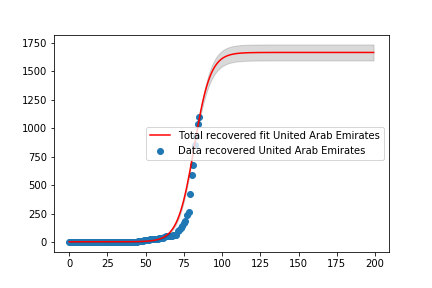 1750
1500
1250
1000
750
500
250
0
Total recovered fit United Arab Emirates
Data recovered United Arab Emirates
0 25 50 75 100 125 150 175 200